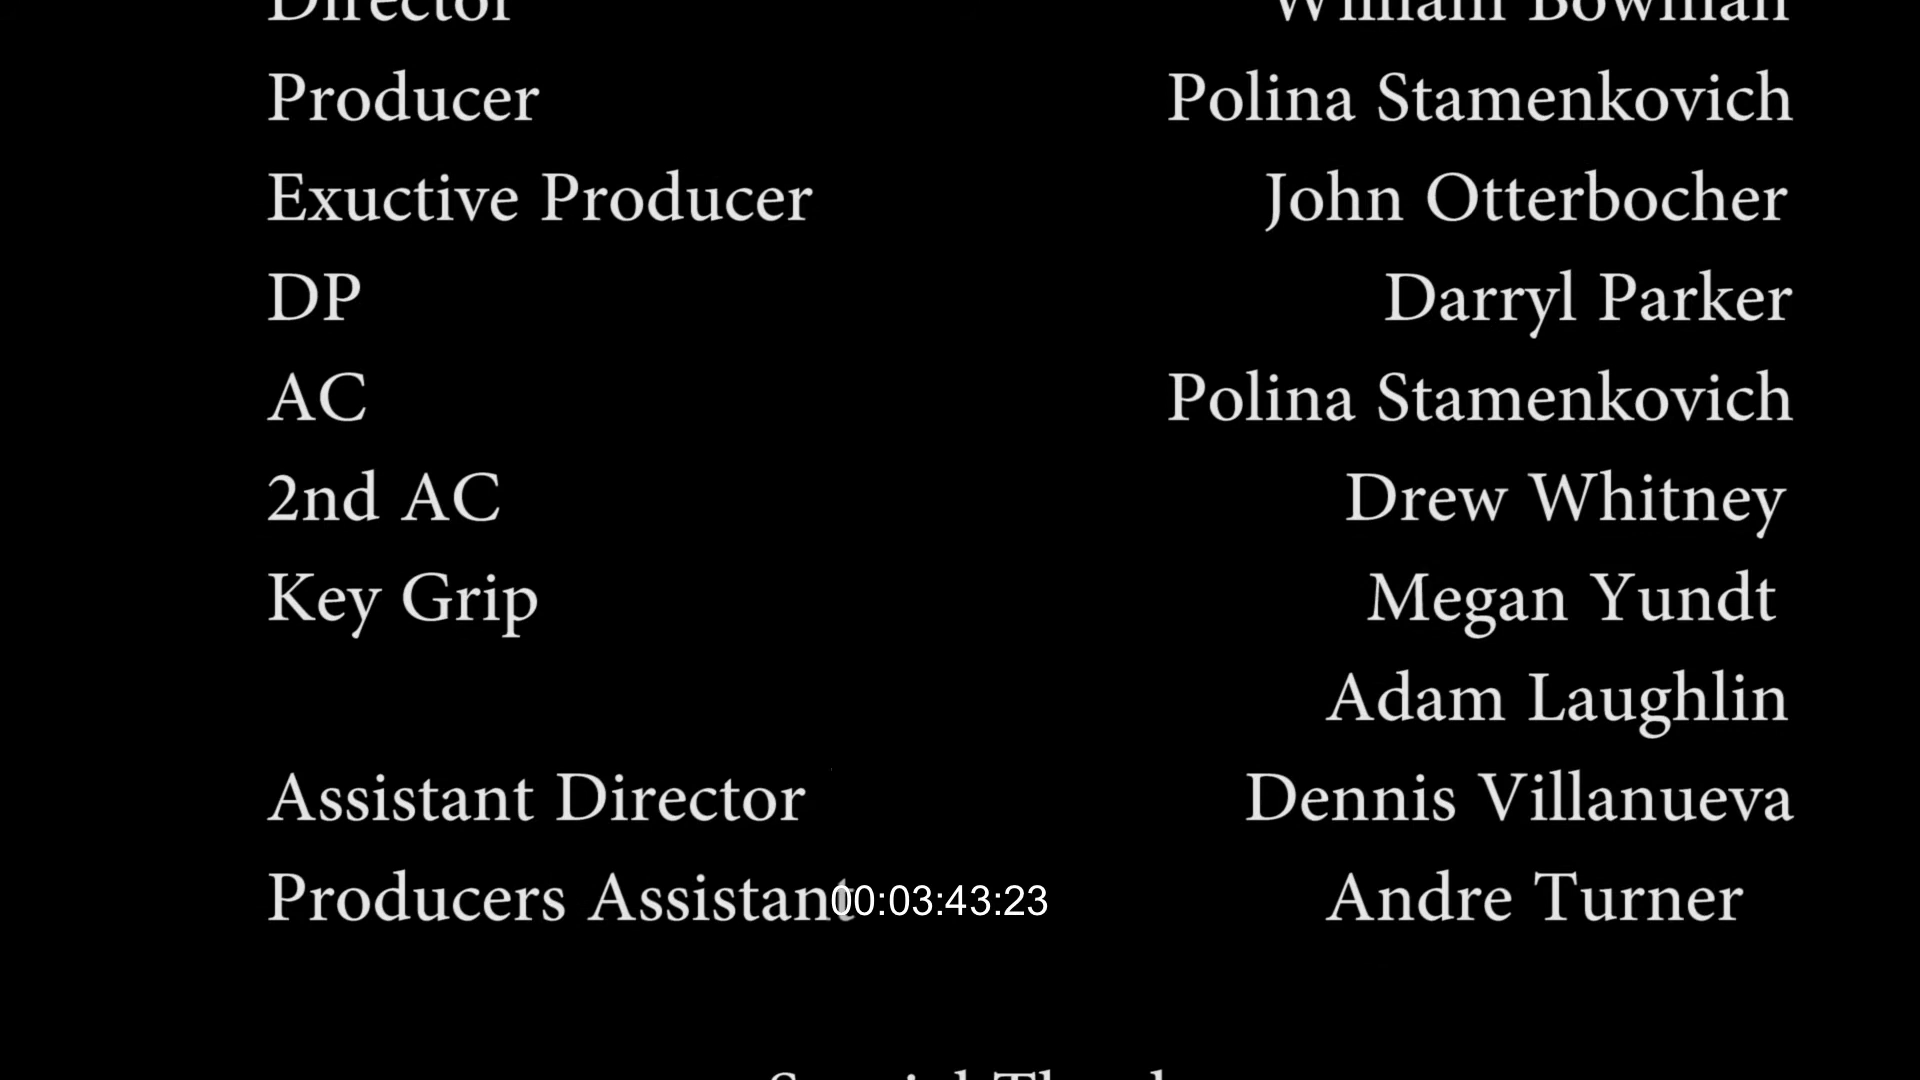 Director William Bowman
Producer Polina Stamenkovich
Exuctive Producer John Otterbocher
DP Darryl Parker
AC Polina Stamenkovich
2nd AC Drew Whitney
Key Grip Megan Yundt
Adam Laughlin
Assistant Director Dennis Villanueva
Producers Assistant 00:03:43:23 Andre Turner